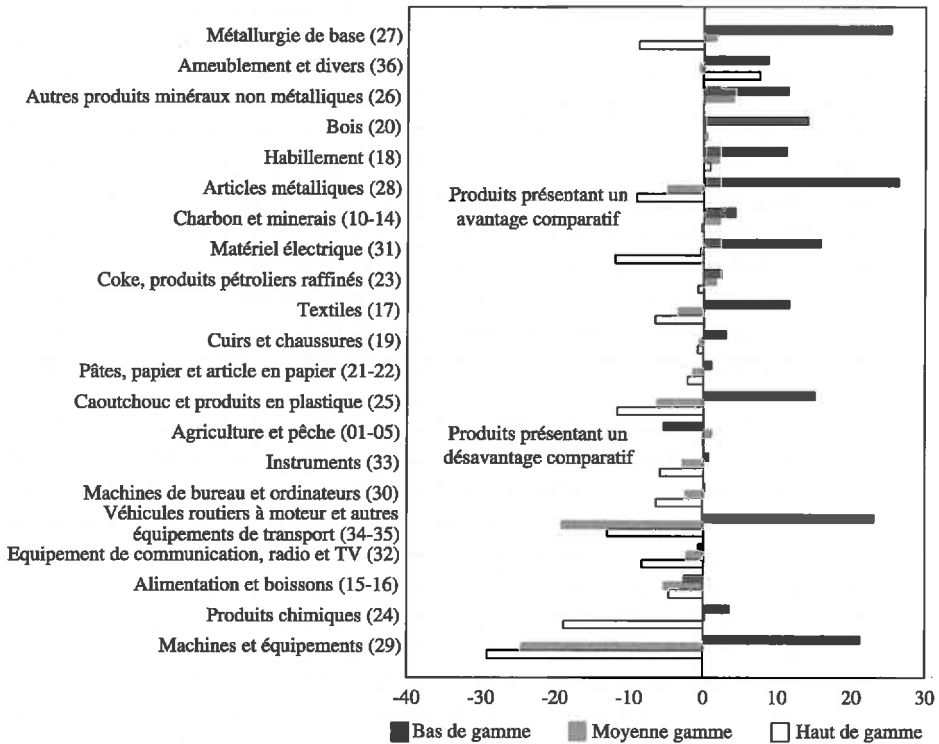 Métallurgie de base (27)
Ameublement et divers (36)
Autres produits minéraux non métalliques (26)
Bois (20)
Habillement (18)
Articles métalliques (28)
Charbon et minerais (10-14)
Matériel électrique (31)
Coke, produits pétroliers raffinés (23)
Textiles (17)
Cuirs et chaussures (19)
Pâtes, papier et article en papier (21-22)
Caoutchouc et produits en plastique (25)
Agriculture et pêche (01-05)
Instruments (33)
Machines de bureau et ordinateurs (30)
Véhicules routiers à moteur et autres
équipements de transport (34-35)
Equipement de communication, radio et TV (32)
Alimentation et boissons (15-16)
Produits chimiques (24)
Machines et équipements (29)
Produits présentant un
avantage comparatif
Produits présentant un
désavantage comparatif
-40 -30 -20 -10 0 10 20 30
Bas de gamme Moyenne gamme Haut de gamme